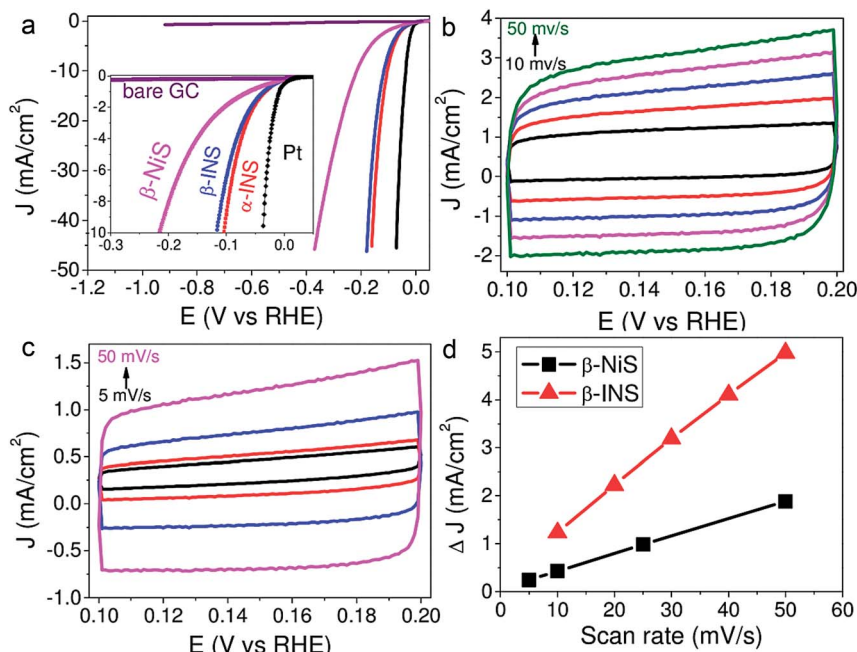 a
0
-10
-20
-30
-40
-50
J (mA/cm²)
-1.2 -1.0 -0.8 -0.6 -0.4 -0.2 0.0
E (V vs RHE)
bare GC
0
-2
-4
-6
-8
-10
-0.3 -0.2 -0.1 0.0
β-NiS
β-INS
α-INS
Pt
b
50 mv/s
10 mv/s
4
3
2
1
0
-1
-2
J (mA/cm²)
0.10 0.12 0.14 0.16 0.18 0.20
E (V vs RHE)
c
50 mV/s
5 mV/s
1.5
1.0
0.5
0.0
-0.5
-1.0
J (mA/cm²)
0.10 0.12 0.14 0.16 0.18 0.20
E (V vs RHE)
d
β-NiS
β-INS
5
4
3
2
1
0
Δ J (mA/cm²)
0 10 20 30 40 50 60
Scan rate (mV/s)